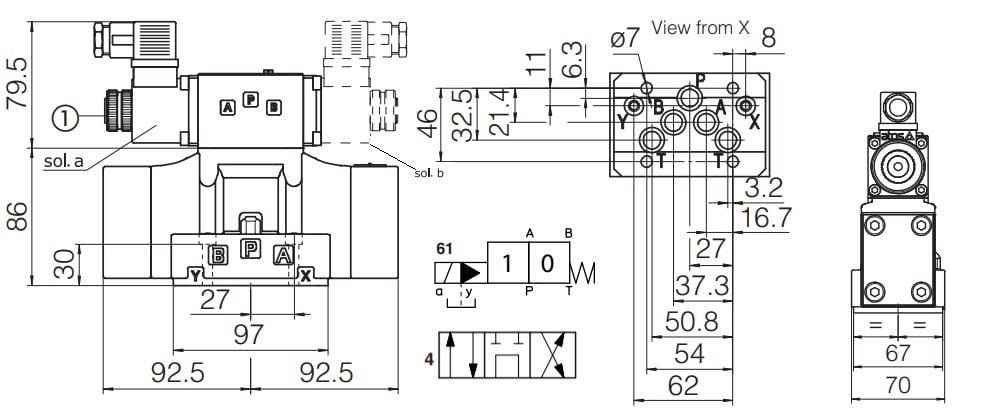 79.5
86
30
1
sol. a
sol. b
A P B
B P A
Y X
27
97
92.5 92.5
View from X
ø7
11
6.3
8
46
32.5
21.4
P
B A
Y X
T T
3.2
16.7
27
37.3
50.8
54
62
61
A B
1 0
a y P T
4
atos
= =
67
70